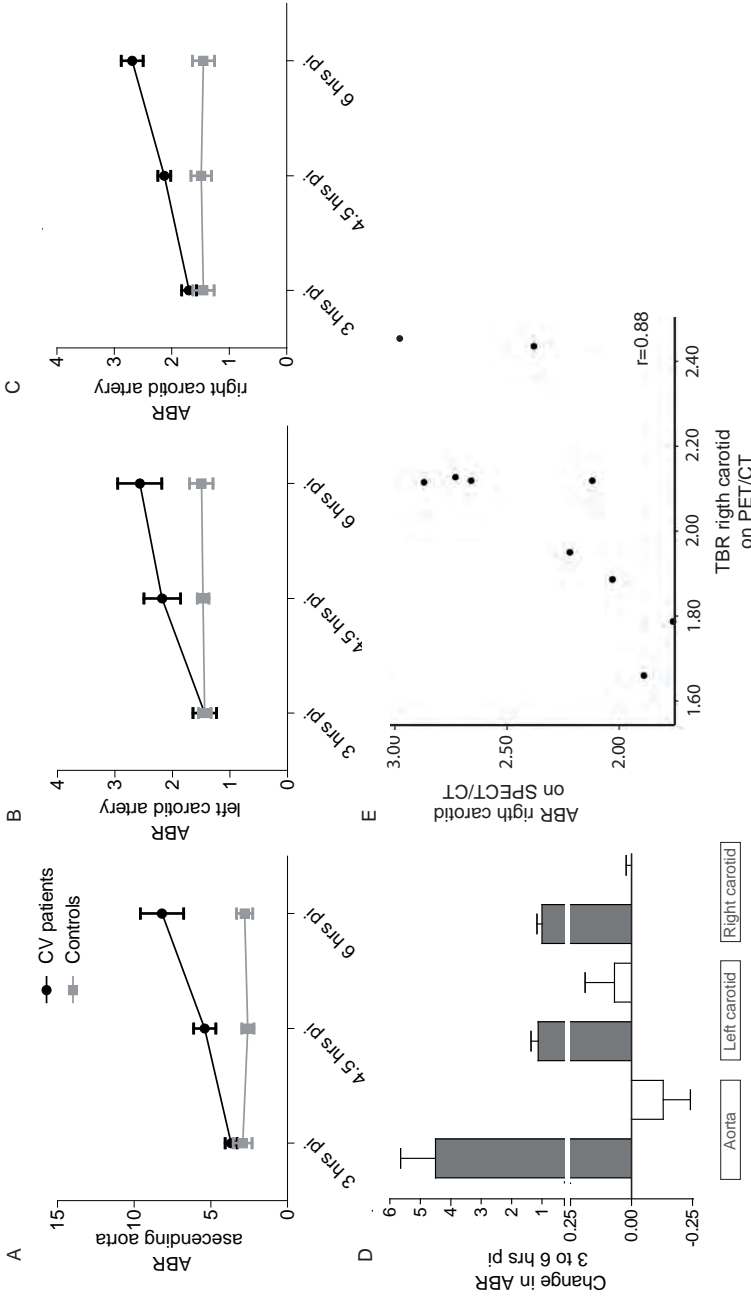 A
ABR
asecending aorta
15
10
5
0
CV patients
Controls
3 hrs pi
4.5 hrs pi
6 hrs pi
B
ABR
left carotid artery
4
3
2
1
0
3 hrs pi
4.5 hrs pi
6 hrs pi
C
ABR
right carotid artery
4
3
2
1
0
3 hrs pi
4.5 hrs pi
6 hrs pi
D
Change in ABR
3 to 6 hrs pi
6
5
4
3
2
1
0.25
0.00
-0.25
Aorta
Left carotid
Right carotid
E
ABR rigth carotid
on SPECT/CT
3.00
2.50
2.00
r=0.88
1.60
1.80
2.00
2.20
2.40
TBR rigth carotid
on PET/CT